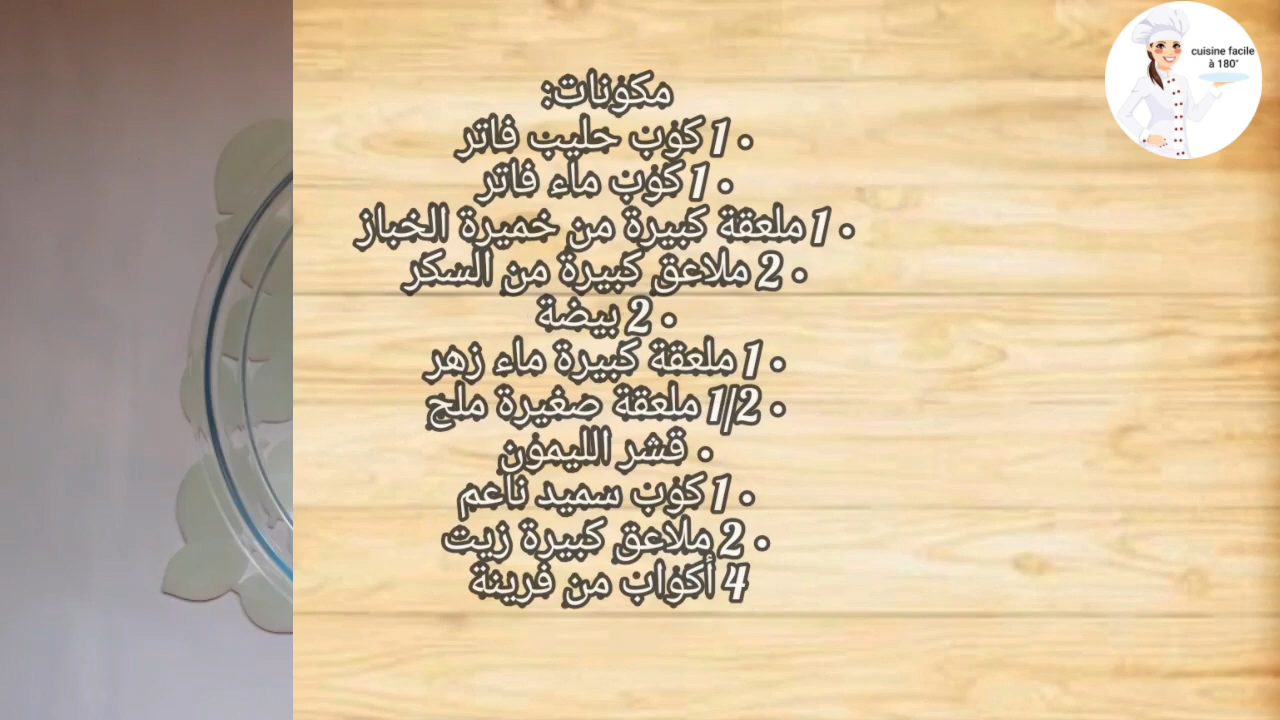 مكونات:
• 1 كوب حليب فاتر
• 1 كوب ماء فاتر
• 1 ملعقة كبيرة من خميرة الخباز
• 2 ملاعق كبيرة من السكر
• 2 بيضة
• 1 ملعقة كبيرة ماء زهر
• 1/2 ملعقة صغيرة ملح
• قشر الليمون
• 1 كوب سميد ناعم
• 2 ملاعق كبيرة زيت
4 أكواب من فرينة
cuisine facile
à 180°